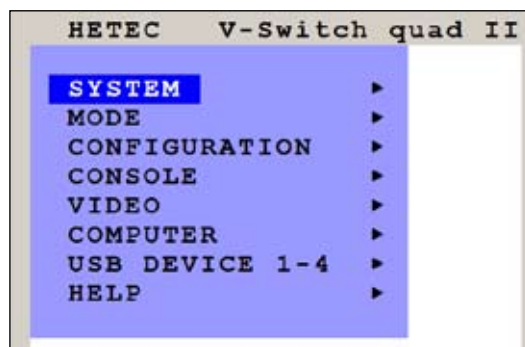 HETEC V-Switch quad II
SYSTEM
MODE
CONFIGURATION
CONSOLE
VIDEO
COMPUTER
USB DEVICE 1-4
HELP